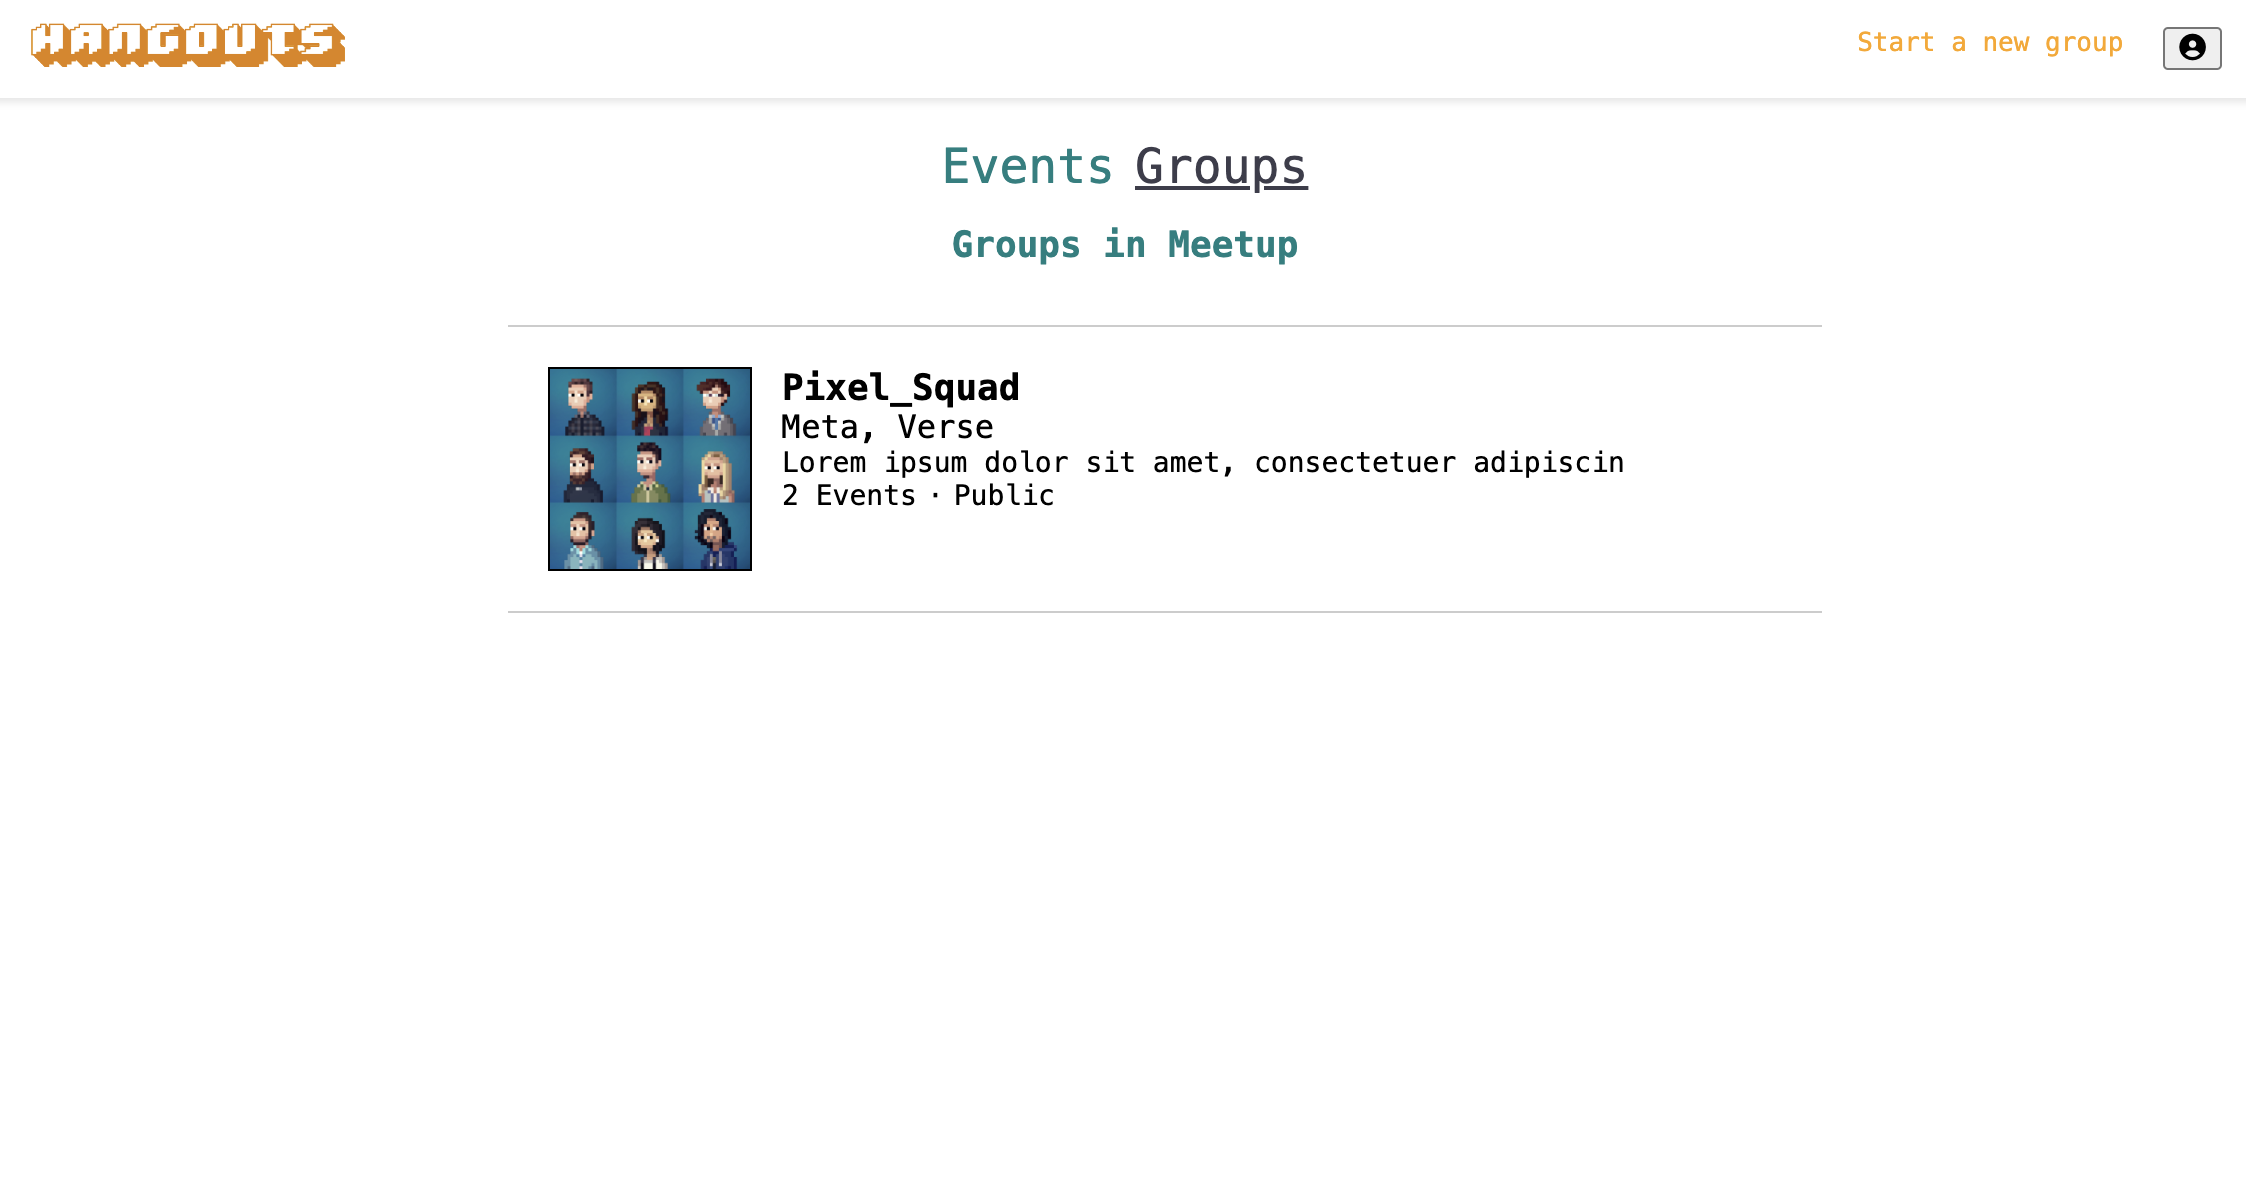 HANGOUTS
Start a new group
Events Groups
Groups in Meetup
Pixel_Squad
Meta, Verse
Lorem ipsum dolor sit amet, consectetuer adipiscin
2 Events · Public